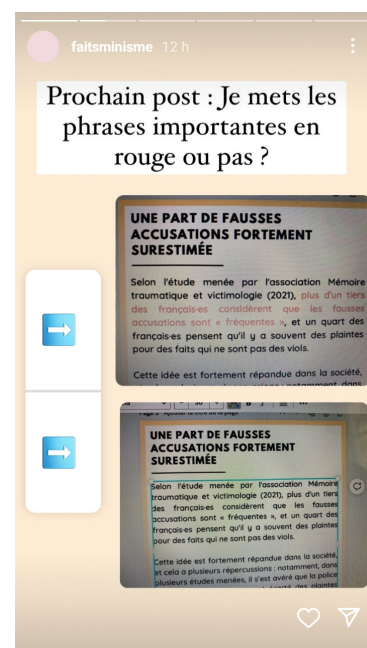 faitsminisme 12 h
Prochain post : Je mets les
phrases importantes en
rouge ou pas ?
UNE PART DE FAUSSES
ACCUSATIONS FORTEMENT
SURESTIMÉE
Selon l'étude menée par l'association Mémoire
traumatique et victimologie (2021), plus d'un tiers
des français·es considèrent que les fausses
accusations sont « fréquentes », et un quart des
français·es pensent qu'il y a souvent des plaintes
pour des faits qui ne sont pas des viols.
Cette idée est fortement répandue dans la société,
notamment dans
UNE PART DE FAUSSES
ACCUSATIONS FORTEMENT
SURESTIMÉE
Selon l'étude menée par l'association Mémoire
traumatique et victimologie (2021), plus d'un tiers
des français·es considèrent que les fausses
accusations sont « fréquentes », et un quart des
français·es pensent qu'il y a souvent des plaintes
pour des faits qui ne sont pas des viols.
Cette idée est fortement répandue dans la société,
et cela a plusieurs répercussions : notamment, dans
plusieurs études menées, il s'est avéré que la police
des plaintes